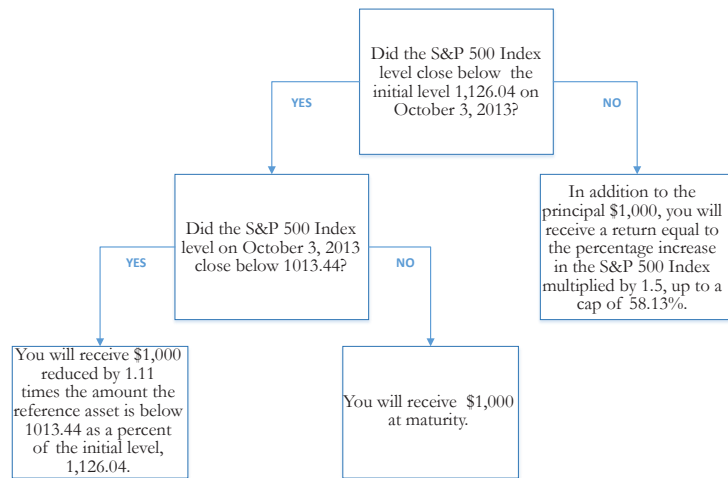 Did the S&P 500 Index
level close below the
initial level 1,126.04 on
October 3, 2013?
YES
NO
Did the S&P 500 Index
level on October 3, 2013
close below 1013.44?
In addition to the
principal $1,000, you will
receive a return equal to
the percentage increase
in the S&P 500 Index
multiplied by 1.5, up to a
cap of 58.13%.
YES
NO
You will receive $1,000
reduced by 1.11
times the amount the
reference asset is below
1013.44 as a percent
of the initial level,
1,126.04.
You will receive $1,000
at maturity.